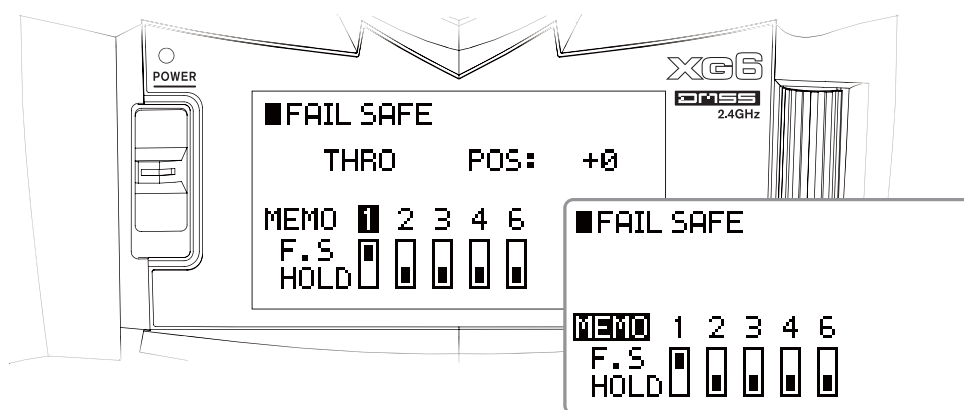 POWER
XG6
DMSS
2.4GHz
■FAIL SAFE
THRO POS: +0
MEMO 1 2 3 4 6
F.S
HOLD
■FAIL SAFE
MEMO 1 2 3 4 6
F.S
HOLD